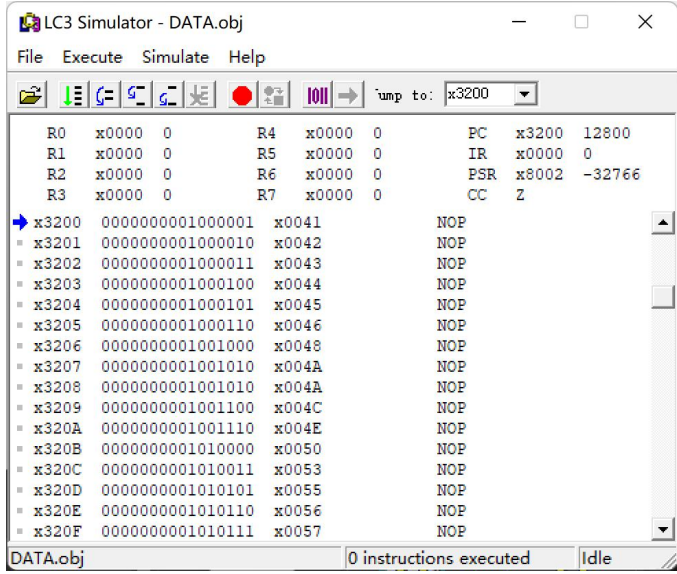 LC3 Simulator - DATA.obj
File Execute Simulate Help
Jump to: x3200
R0 x0000 0 R4 x0000 0 PC x3200 12800
R1 x0000 0 R5 x0000 0 IR x0000 0
R2 x0000 0 R6 x0000 0 PSR x8002 -32766
R3 x0000 0 R7 x0000 0 CC Z
x3200 0000000001000001 x0041 NOP
x3201 0000000001000010 x0042 NOP
x3202 0000000001000011 x0043 NOP
x3203 0000000001000100 x0044 NOP
x3204 0000000001000101 x0045 NOP
x3205 0000000001000110 x0046 NOP
x3206 0000000001001000 x0048 NOP
x3207 0000000001001010 x004A NOP
x3208 0000000001001010 x004A NOP
x3209 0000000001001100 x004C NOP
x320A 0000000001001110 x004E NOP
x320B 0000000001010000 x0050 NOP
x320C 0000000001010011 x0053 NOP
x320D 0000000001010101 x0055 NOP
x320E 0000000001010110 x0056 NOP
x320F 0000000001010111 x0057 NOP
DATA.obj 0 instructions executed Idle